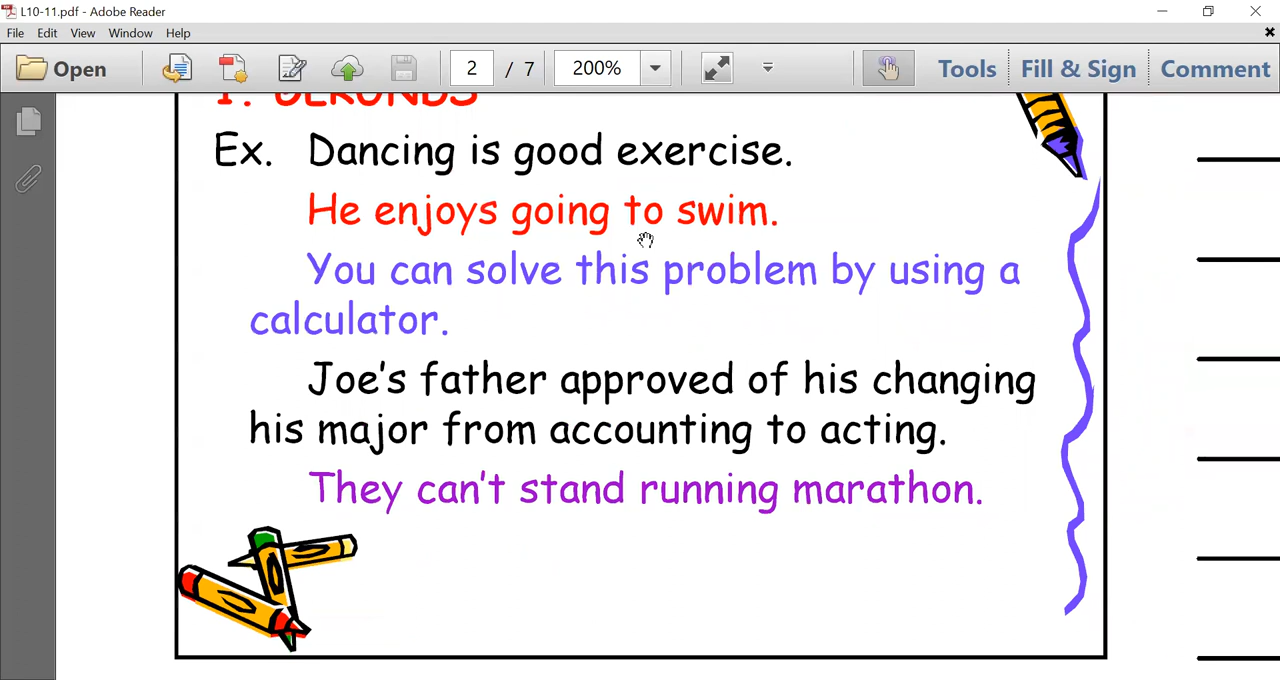 L10-11.pdf - Adobe Reader
File Edit View Window Help
Open 2 / 7 200% Tools Fill & Sign Comment
1. GERUNDS
Ex. Dancing is good exercise.
He enjoys going to swim.
You can solve this problem by using a
calculator.
Joe's father approved of his changing
his major from accounting to acting.
They can't stand running marathon.